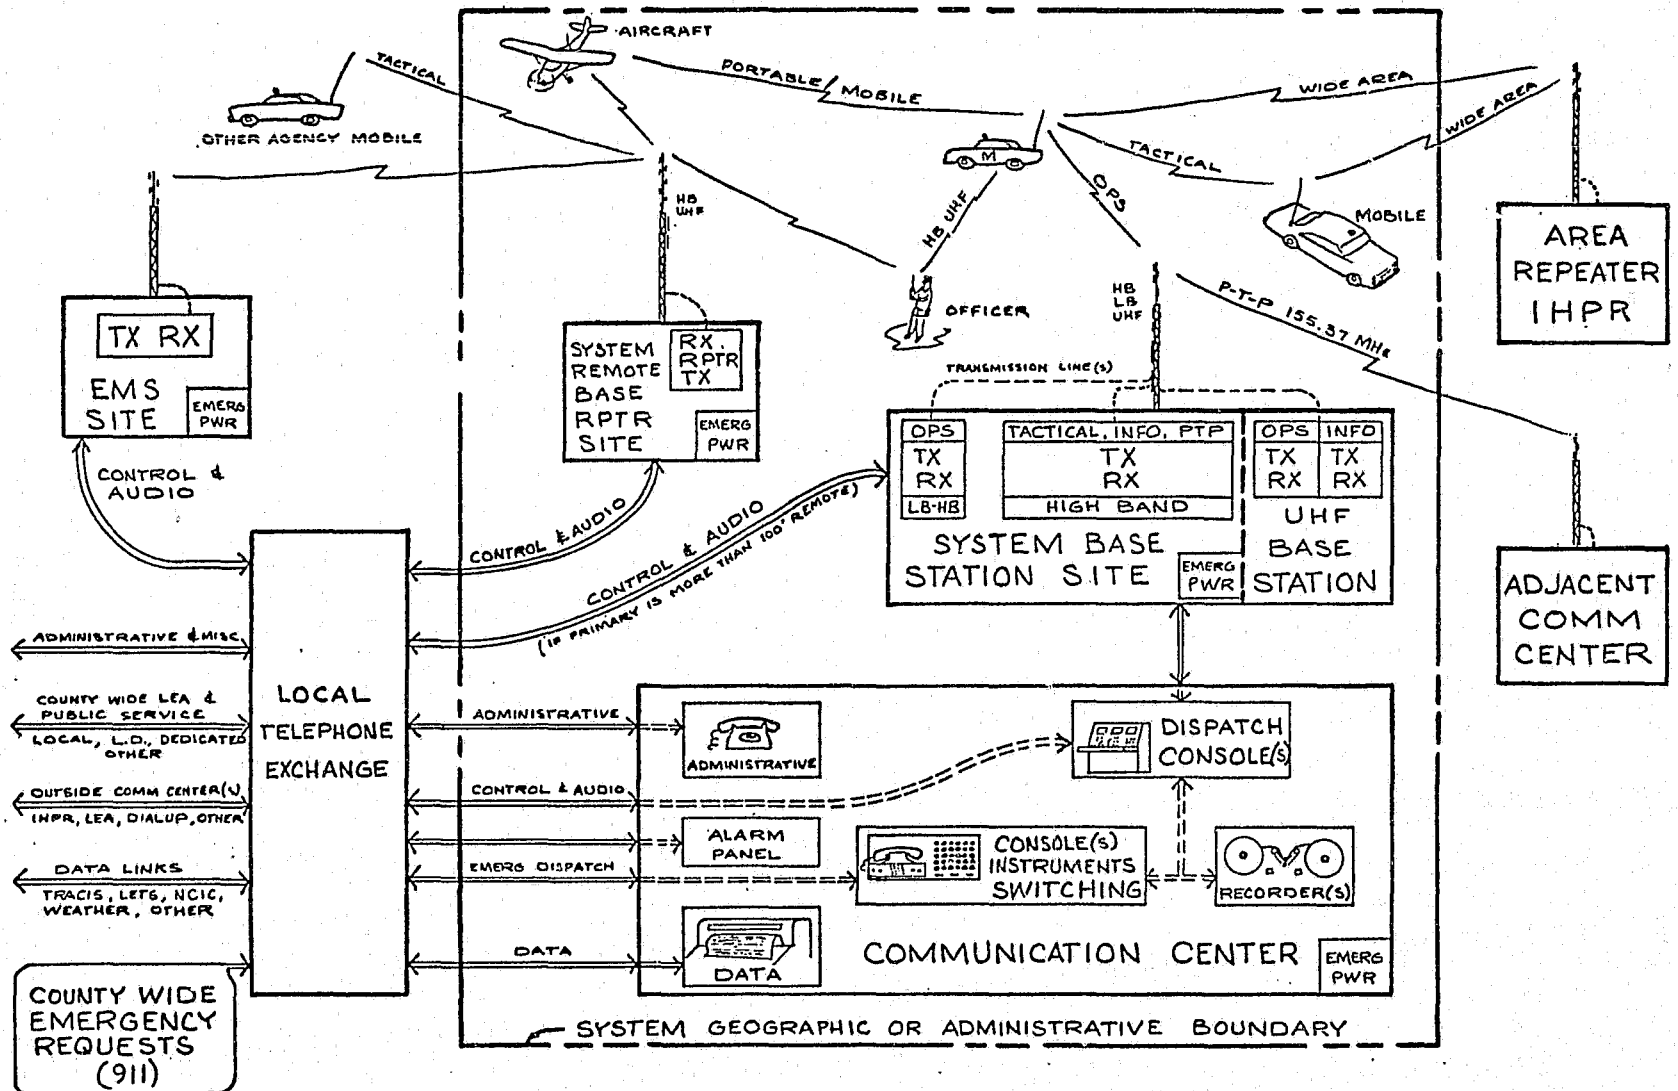 AIRCRAFT
TACTICAL
OTHER AGENCY MOBILE
PORTABLE/MOBILE
WIDE AREA
WIDE AREA
M
TACTICAL
OPS
HB UHF
MOBILE
OFFICER
HB
UHF
HB
LB
UHF
P-T-P 155.37 MHz
AREA
REPEATER
IHPR
TX RX
EMS
SITE
EMERG
PWR
SYSTEM
REMOTE
BASE
RPTR
SITE
RX.
RPTR
TX
EMERG
PWR
TRANSMISSION LINE(S)
OPS
TX
RX
LB-HB
TACTICAL, INFO, PTP
TX
RX
HIGH BAND
OPS INFO
TX TX
RX RX
SYSTEM BASE
STATION SITE
EMERG
PWR
UHF
BASE
STATION
ADJACENT
COMM
CENTER
CONTROL &
AUDIO
CONTROL & AUDIO
CONTROL & AUDIO
(IF PRIMARY IS MORE THAN 100' REMOTE)
LOCAL
TELEPHONE
EXCHANGE
ADMINISTRATIVE & MISC
COUNTY WIDE LEA &
PUBLIC SERVICE
LOCAL, L.D., DEDICATED
OTHER
OUTSIDE COMM CENTER(S)
IHPR, LEA, DIALUP, OTHER
DATA LINKS
TRACIS, LETS, NCIC,
WEATHER, OTHER
COUNTY WIDE
EMERGENCY
REQUESTS
(911)
ADMINISTRATIVE
CONTROL & AUDIO
EMERG DISPATCH
DATA
ADMINISTRATIVE
ALARM
PANEL
DATA
DISPATCH
CONSOLE(S)
CONSOLE(S)
INSTRUMENTS
SWITCHING
RECORDER(S)
COMMUNICATION CENTER
EMERG
PWR
SYSTEM GEOGRAPHIC OR ADMINISTRATIVE BOUNDARY